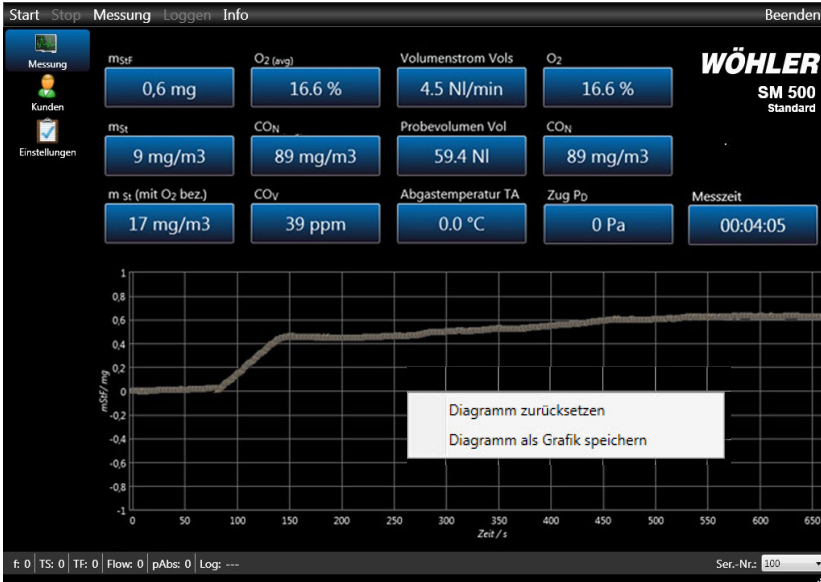 Start Stop Messung Loggen Info Beenden
Messung
Kunden
Einstellungen
mStF O2 (avg) Volumenstrom Vols O2
0,6 mg 16.6 % 4.5 Nl/min 16.6 %
WÖHLER
SM 500
Standard
mSt CON Probevolumen Vol CON
9 mg/m3 89 mg/m3 59.4 Nl 89 mg/m3
m St (mit O2 bez.) COV Abgastemperatur TA Zug PD Messzeit
17 mg/m3 39 ppm 0.0 °C 0 Pa 00:04:05
1
0,8
0,6
0,4
0,2
0
-0,2
-0,4
-0,6
-0,8
-1
mStF/ mg
Diagramm zurücksetzen
Diagramm als Grafik speichern
0 50 100 150 200 250 300 350 400 450 500 550 600 650
Zeit / s
f: 0 TS: 0 TF: 0 Flow: 0 pAbs: 0 Log: --- Ser.-Nr.: 100